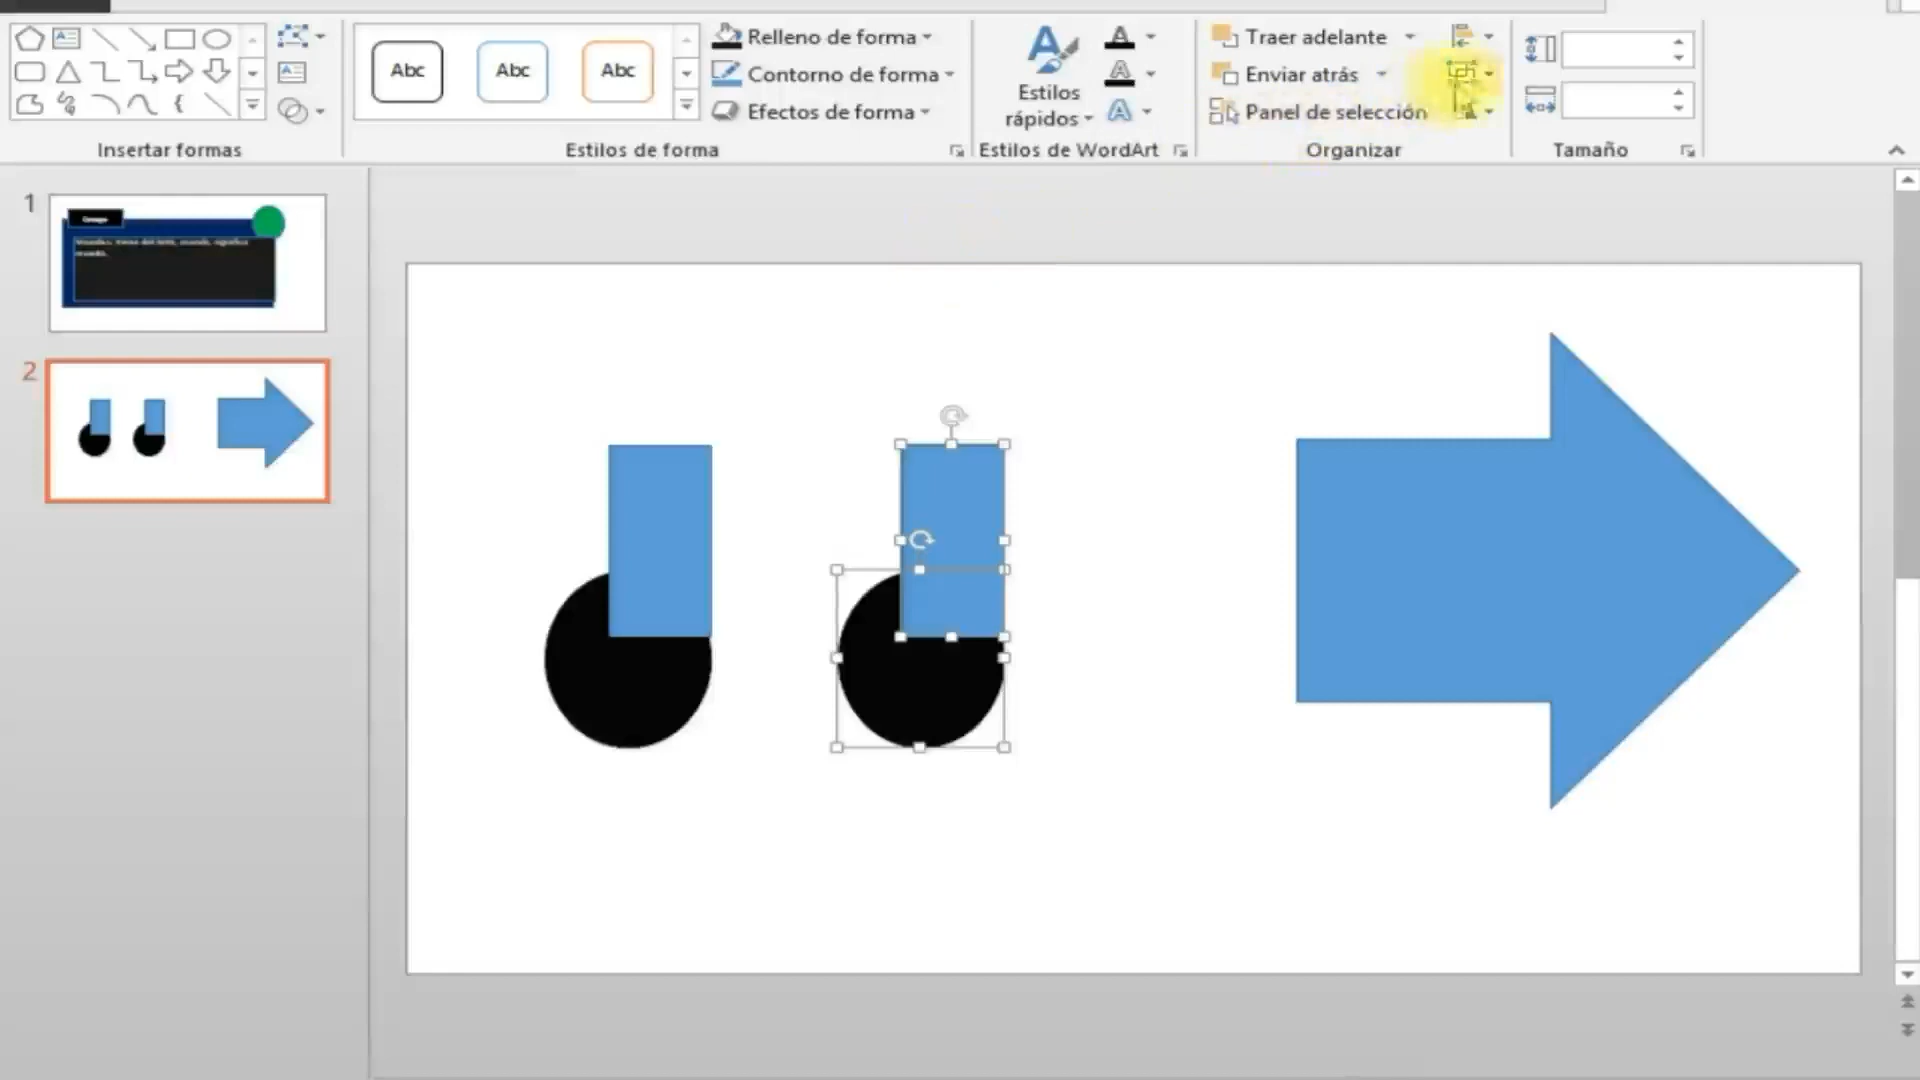 Abc
Abc
Abc
Relleno de forma
Contorno de forma
Efectos de forma
Estilos
rápidos
Traer adelante
Enviar atrás
Panel de selección
Insertar formas
Estilos de forma
Estilos de WordArt
Organizar
Tamaño
1
2